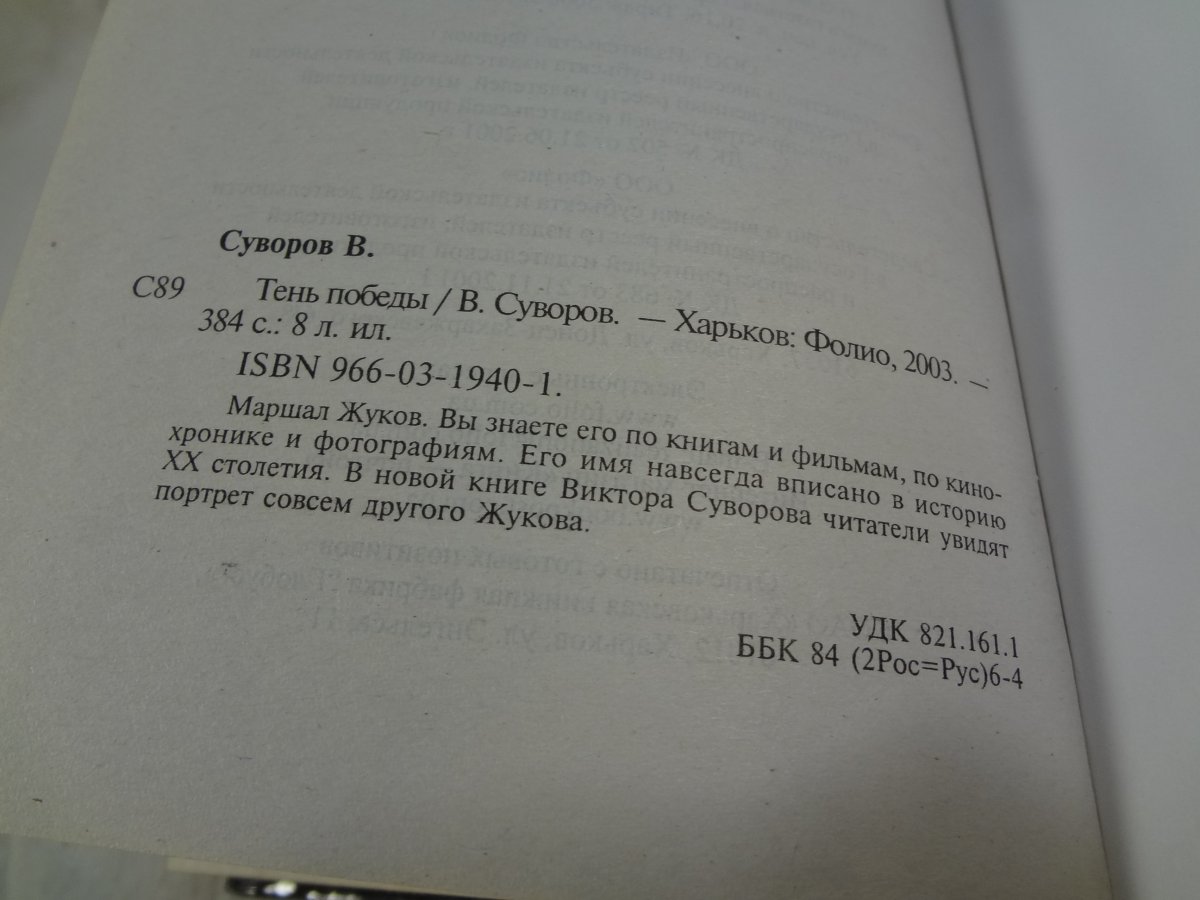 Суворов В.
С89 Тень победы / В. Суворов. — Харьков: Фолио, 2003. —
384 с.: 8 л. ил.
ISBN 966-03-1940-1.
Маршал Жуков. Вы знаете его по книгам и фильмам, по кино-
хронике и фотографиям. Его имя навсегда вписано в историю
XX столетия. В новой книге Виктора Суворова читатели увидят
портрет совсем другого Жукова.
УДК 821.161.1
ББК 84 (2Рос=Рус)6-4